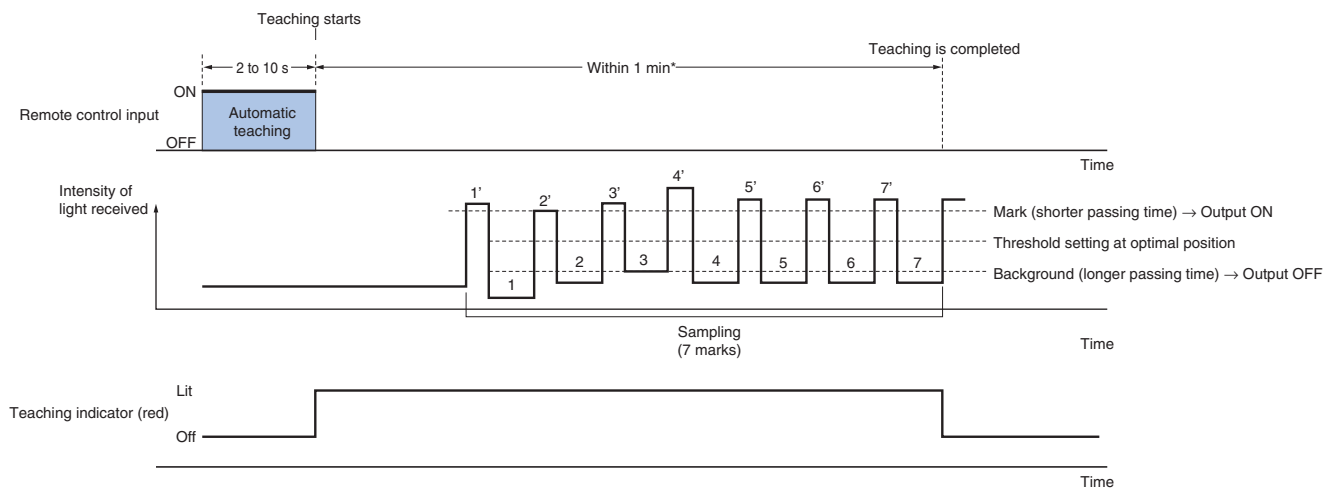 Teaching starts
Teaching is completed
2 to 10 s
Within 1 min*
ON
Remote control input
Automatic
teaching
OFF
Time
Intensity of
light received
1' 2' 3' 4' 5' 6' 7'
Mark (shorter passing time) → Output ON
Threshold setting at optimal position
Background (longer passing time) → Output OFF
1 2 3 4 5 6 7
Sampling
(7 marks)
Time
Lit
Teaching indicator (red)
Off
Time